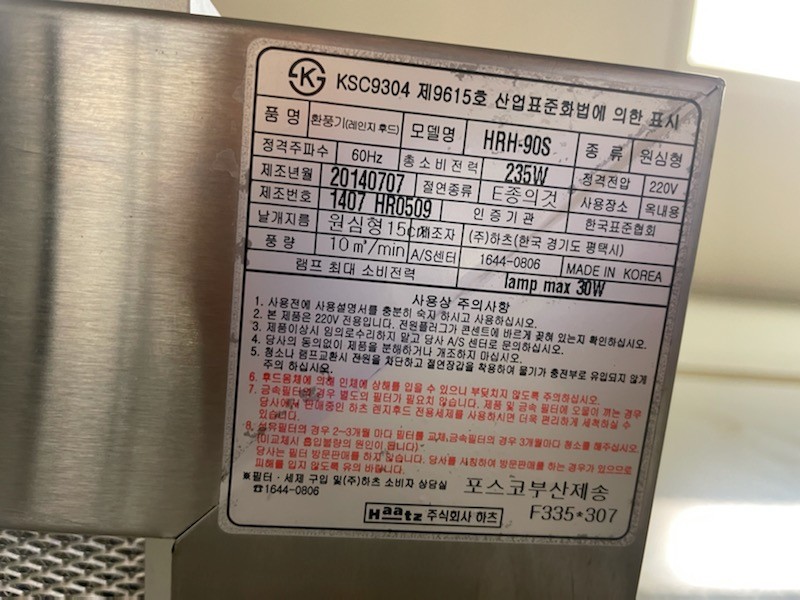 KSC9304 제9615호 산업표준화법에 의한 표시
품 명 환풍기(레인지 후드) 모델명 HRH-90S 종 류 원심형
정격주파수 60Hz 총소비전력 235W 정격전압 220V
제조년월 20140707 절연종류 E종의것 사용장소 옥내용
제조번호 1407 HR0509 인증기관 한국표준협회
날개지름 원심형 15cm 제조자 (주)하츠(한국 경기도 평택시)
풍 량 10㎥/min A/S센터 1644-0806 MADE IN KOREA
램프 최대 소비전력 lamp max 30W
사용상 주의사항
1. 사용전에 사용설명서를 충분히 숙지 하시고 사용하십시오.
2. 본 제품은 220V 전용입니다. 전원플러그가 콘센트에 바르게 꽂혀 있는지 확인하십시오.
3. 제품이상시 임의로수리하지 말고 당사 A/S 센터로 문의하십시오.
4. 당사의 동의없이 제품을 분해하거나 개조하지 마십시오.
5. 청소나 램프교환시 전원을 차단하고 절연장갑을 착용하여 물기가 충전부로 유입되지 않게
주의 하십시오.
6. 후드몸체에 의해 인체에 상해를 입을 수 있으니 부딪치지 않도록 주의하십시오.
7. 금속필터의 경우 별도의 필터가 필요치 않습니다. 제품 및 금속 필터에 오물이 끼는 경우
당사에서 판매중인 하츠 렌지후드 전용세제를 사용하시면 더욱 편리하게 세척하실 수
있습니다.
8. 섬유필터의 경우 2~3개월 마다 필터를 교체,금속필터의 경우 3개월마다 청소를 해주십시오.
(미교체시 흡입불량의 원인이 됩니다)
당사는 필터 방문판매를 하지 않습니다. 당사를 사칭하여 방문판매를 하는 경우가 있으므로
피해를 입지 않도록 유의 바랍니다.
※필터·세제 구입 및(주)하츠 소비자 상담실 포스코부산제송
☎1644-0806
Haatz 주식회사 하츠 F335*307